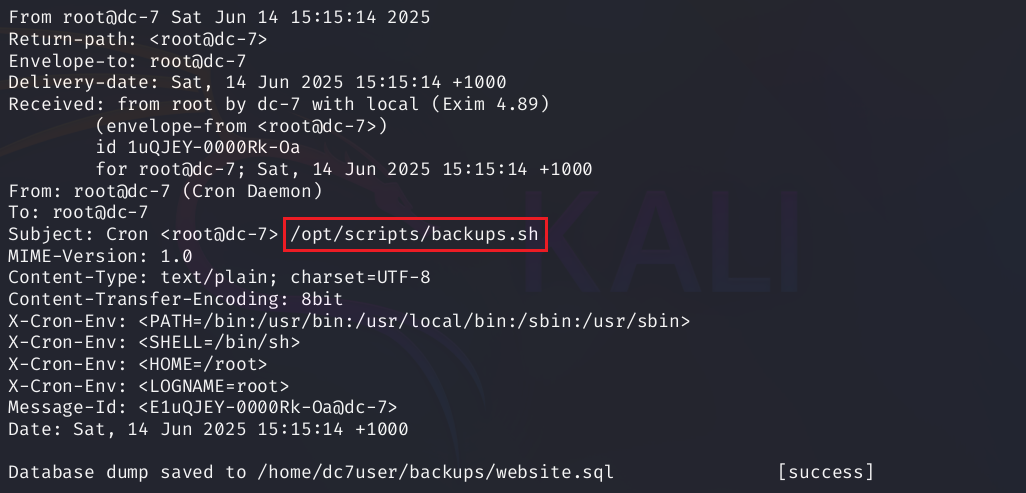 From root@dc-7 Sat Jun 14 15:15:14 2025
Return-path: <root@dc-7>
Envelope-to: root@dc-7
Delivery-date: Sat, 14 Jun 2025 15:15:14 +1000
Received: from root by dc-7 with local (Exim 4.89)
        (envelope-from <root@dc-7>)
        id 1uQJEY-0000Rk-Oa
        for root@dc-7; Sat, 14 Jun 2025 15:15:14 +1000
From: root@dc-7 (Cron Daemon)
To: root@dc-7
Subject: Cron <root@dc-7> /opt/scripts/backups.sh
MIME-Version: 1.0
Content-Type: text/plain; charset=UTF-8
Content-Transfer-Encoding: 8bit
X-Cron-Env: <PATH=/bin:/usr/bin:/usr/local/bin:/sbin:/usr/sbin>
X-Cron-Env: <SHELL=/bin/sh>
X-Cron-Env: <HOME=/root>
X-Cron-Env: <LOGNAME=root>
Message-Id: <E1uQJEY-0000Rk-Oa@dc-7>
Date: Sat, 14 Jun 2025 15:15:14 +1000
Database dump saved to /home/dc7user/backups/website.sql               [success]
KALI